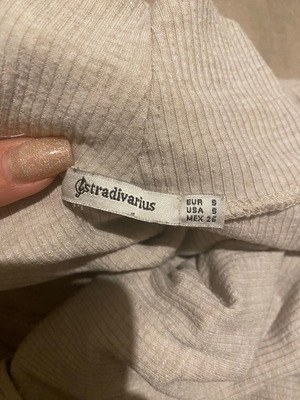 stradivarius
EUR S
USA S
MEX 26